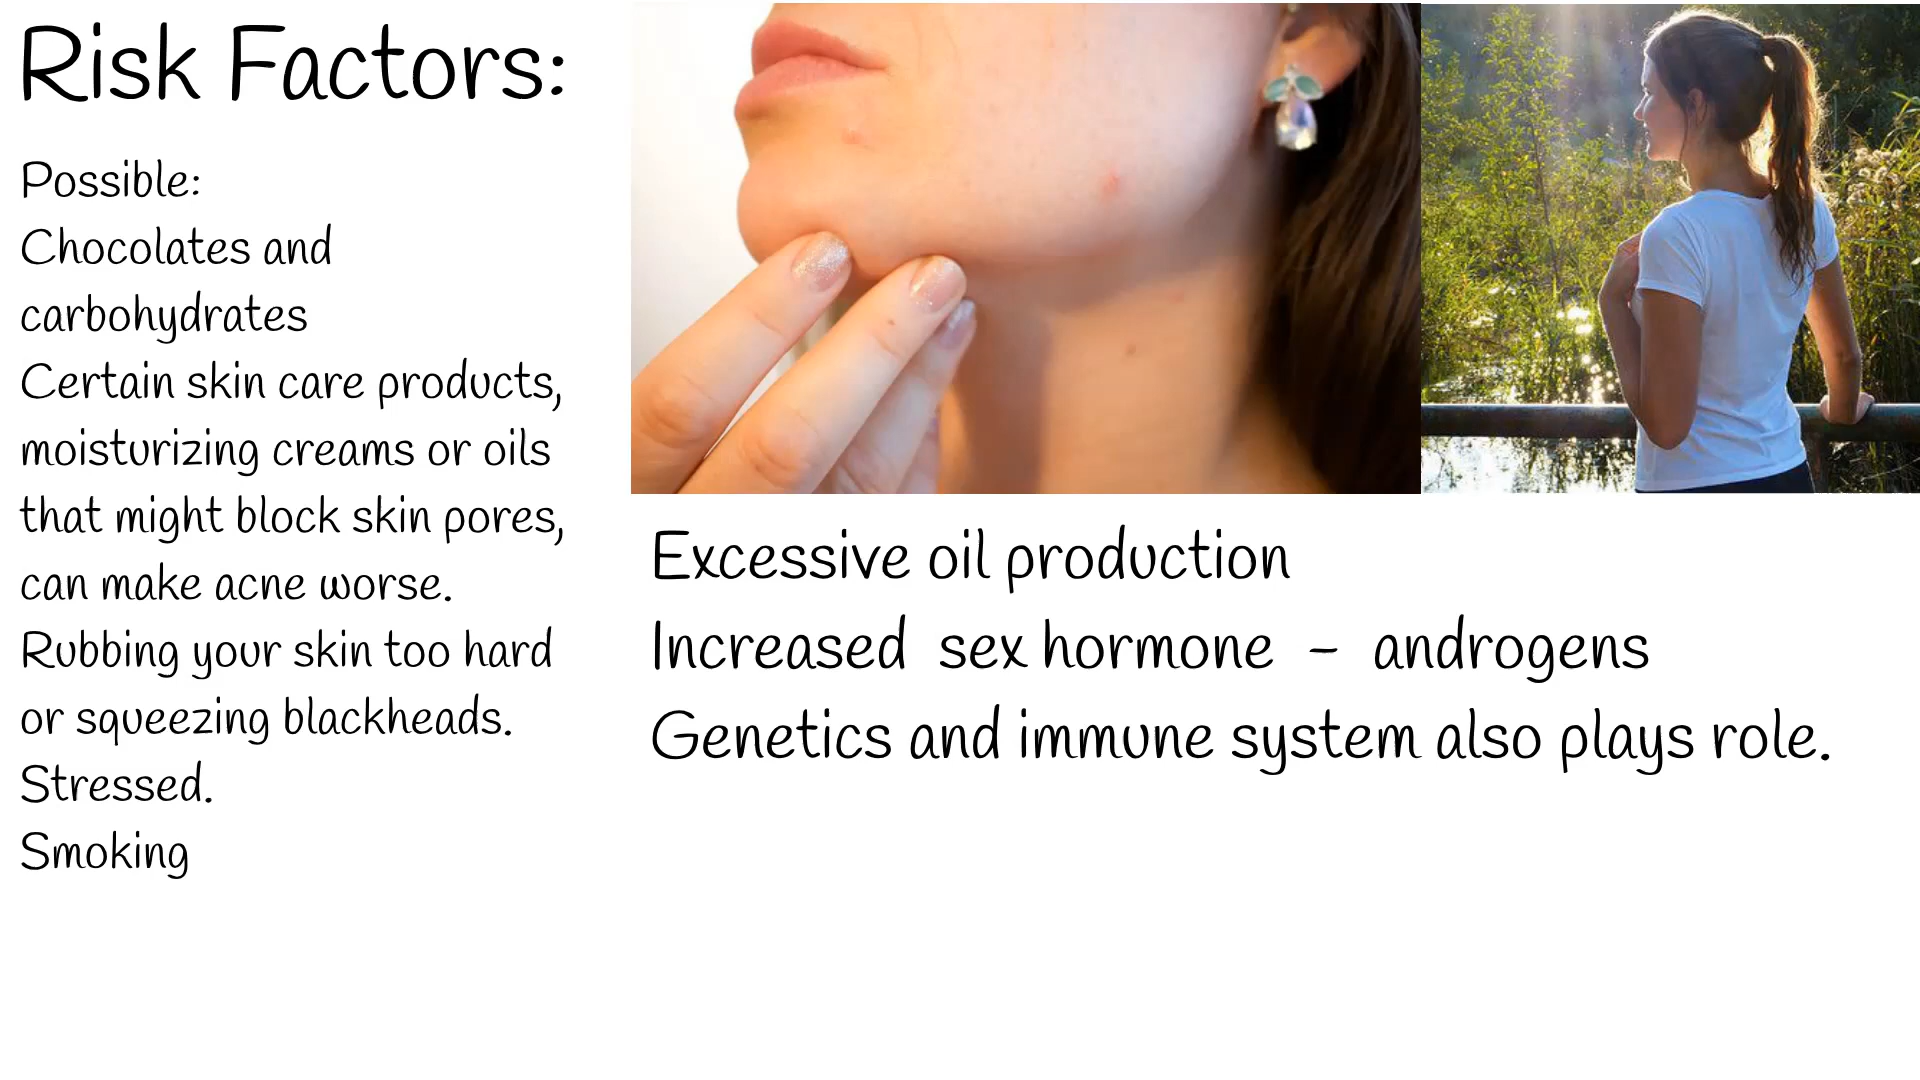 Risk Factors:
Possible:
Chocolates and
carbohydrates
Certain skin care products,
moisturizing creams or oils
that might block skin pores,
can make acne worse.
Rubbing your skin too hard
or squeezing blackheads.
Stressed.
Smoking
Excessive oil production
Increased sex hormone - androgens
Genetics and immune system also plays role.